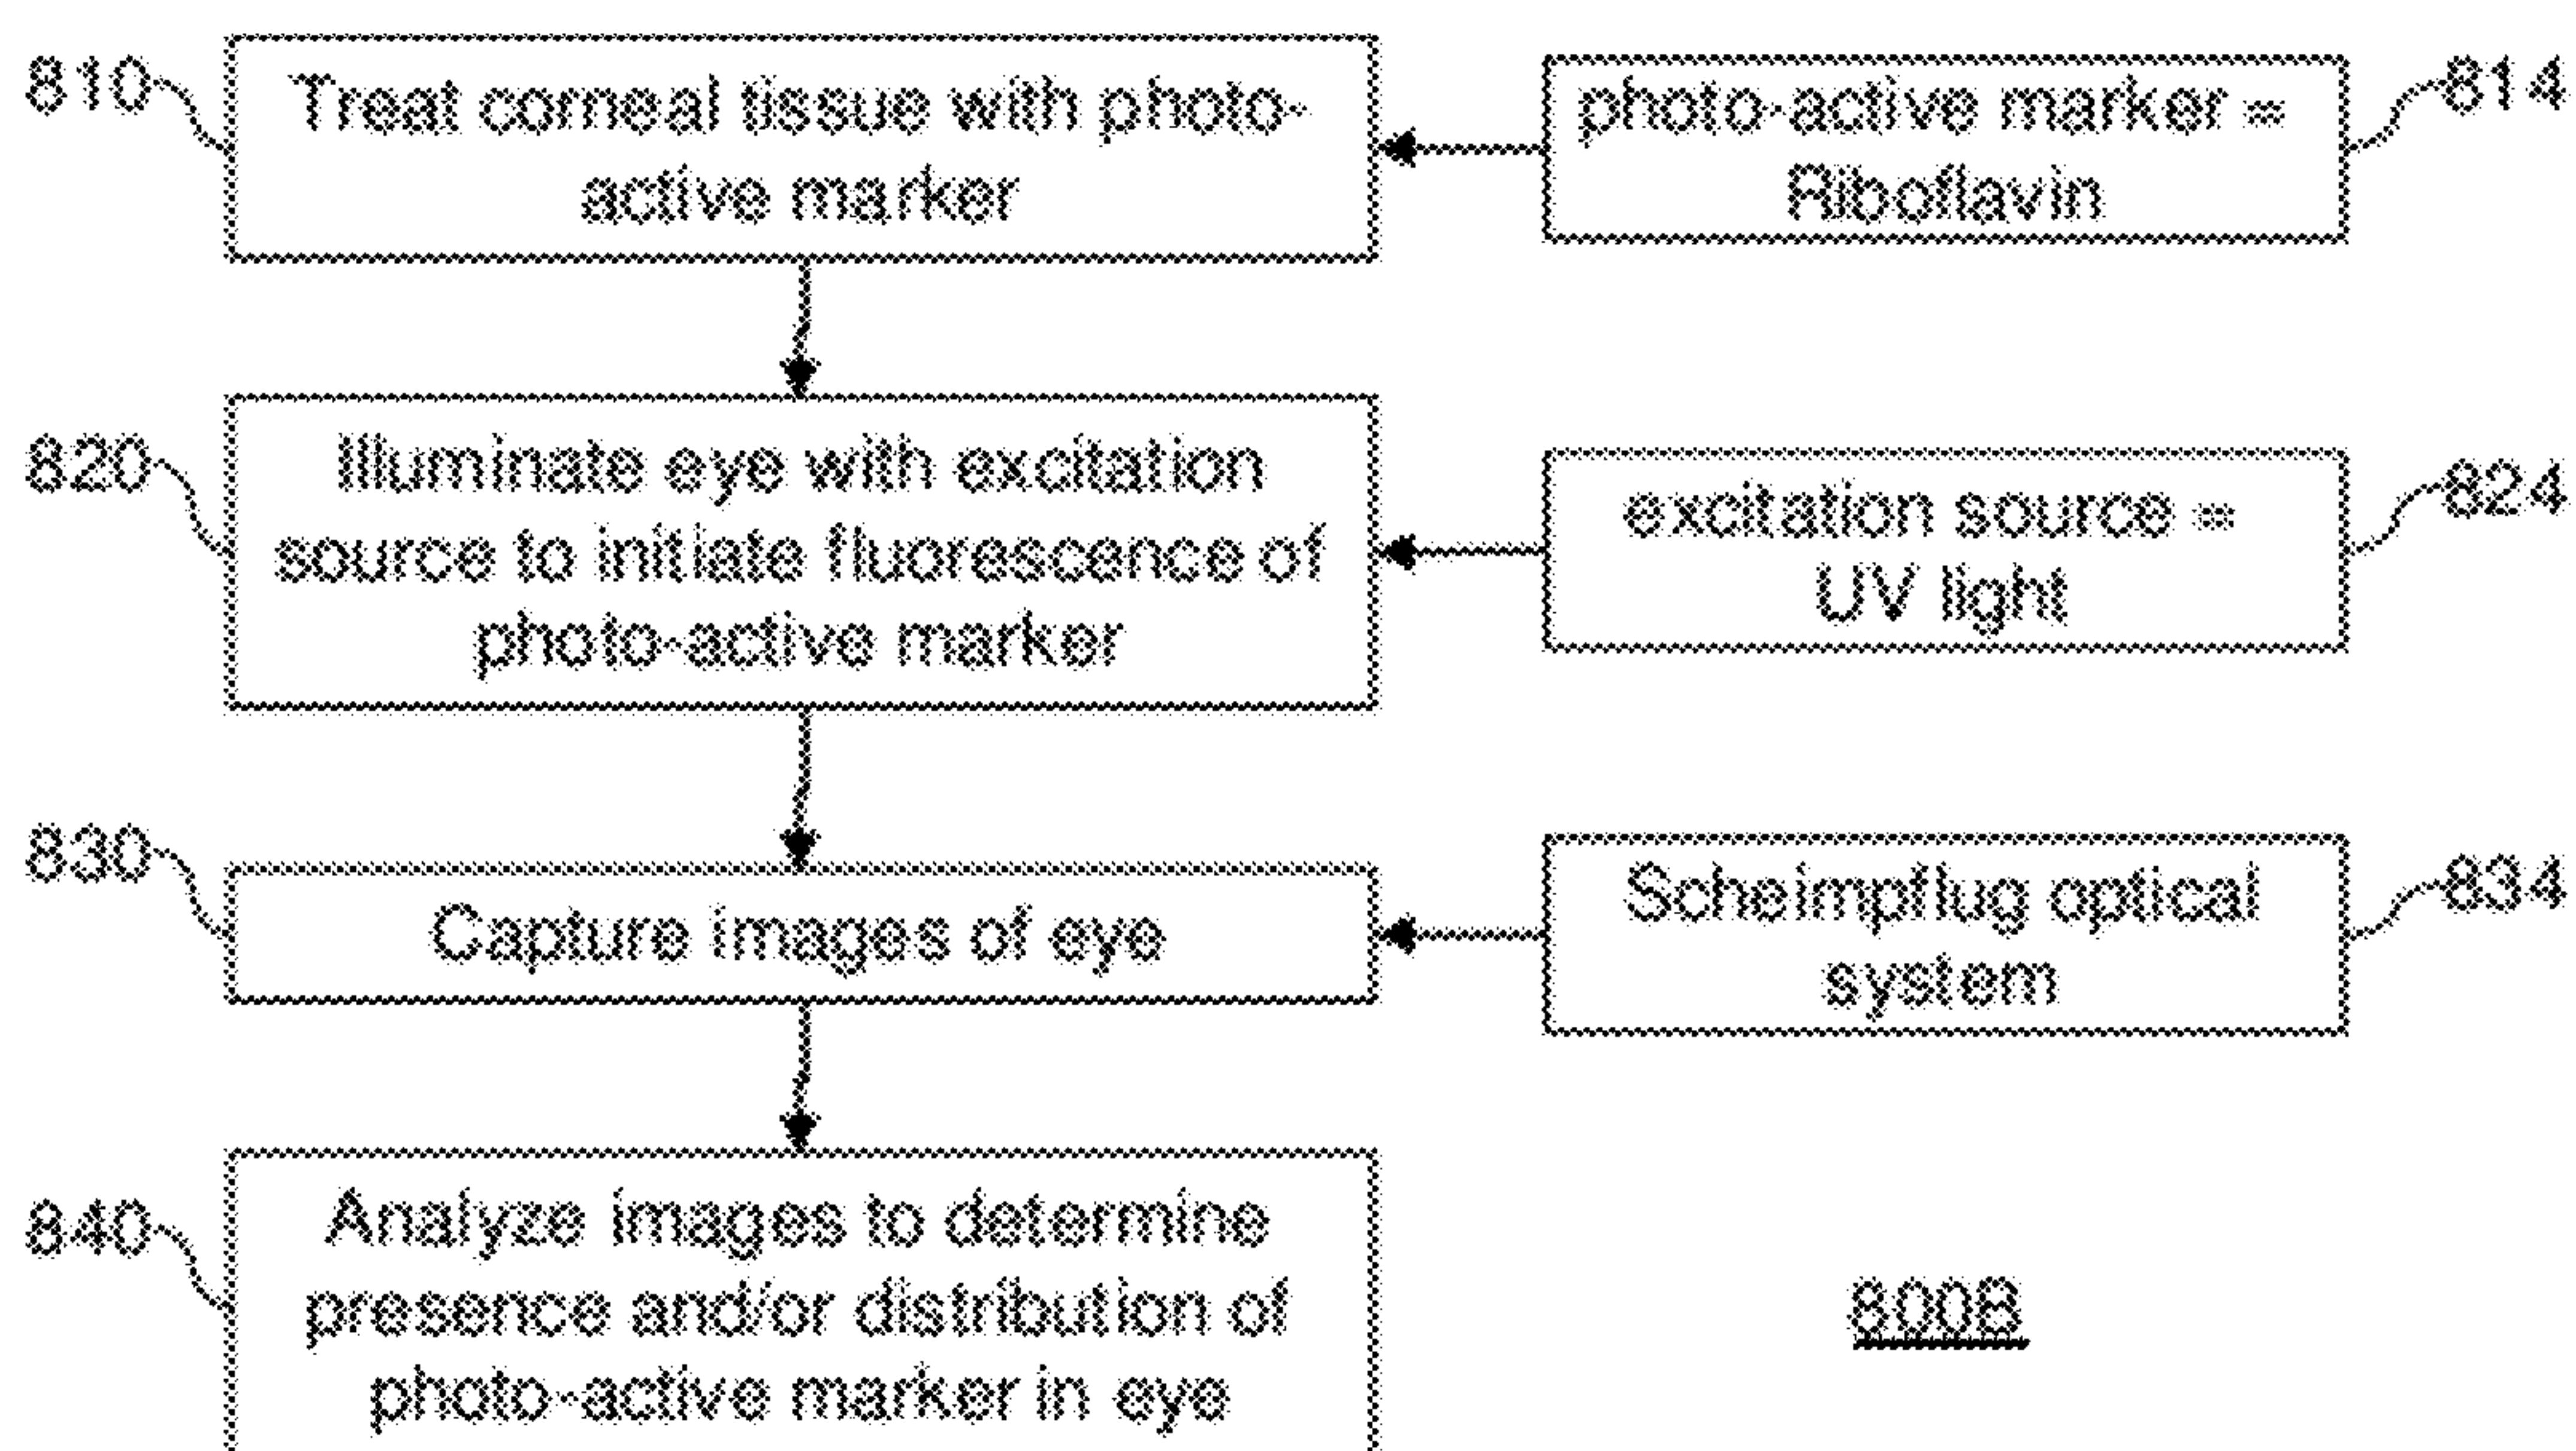 810
Treat corneal tissue with photo-
active marker
photo-active marker =
Riboflavin
814
820
Illuminate eye with excitation
source to initiate fluorescence of
photo-active marker
excitation source =
UV light
824
830
Capture images of eye
Scheimpflug optical
system
834
840
Analyze images to determine
presence and/or distribution of
photo-active marker in eye
800B